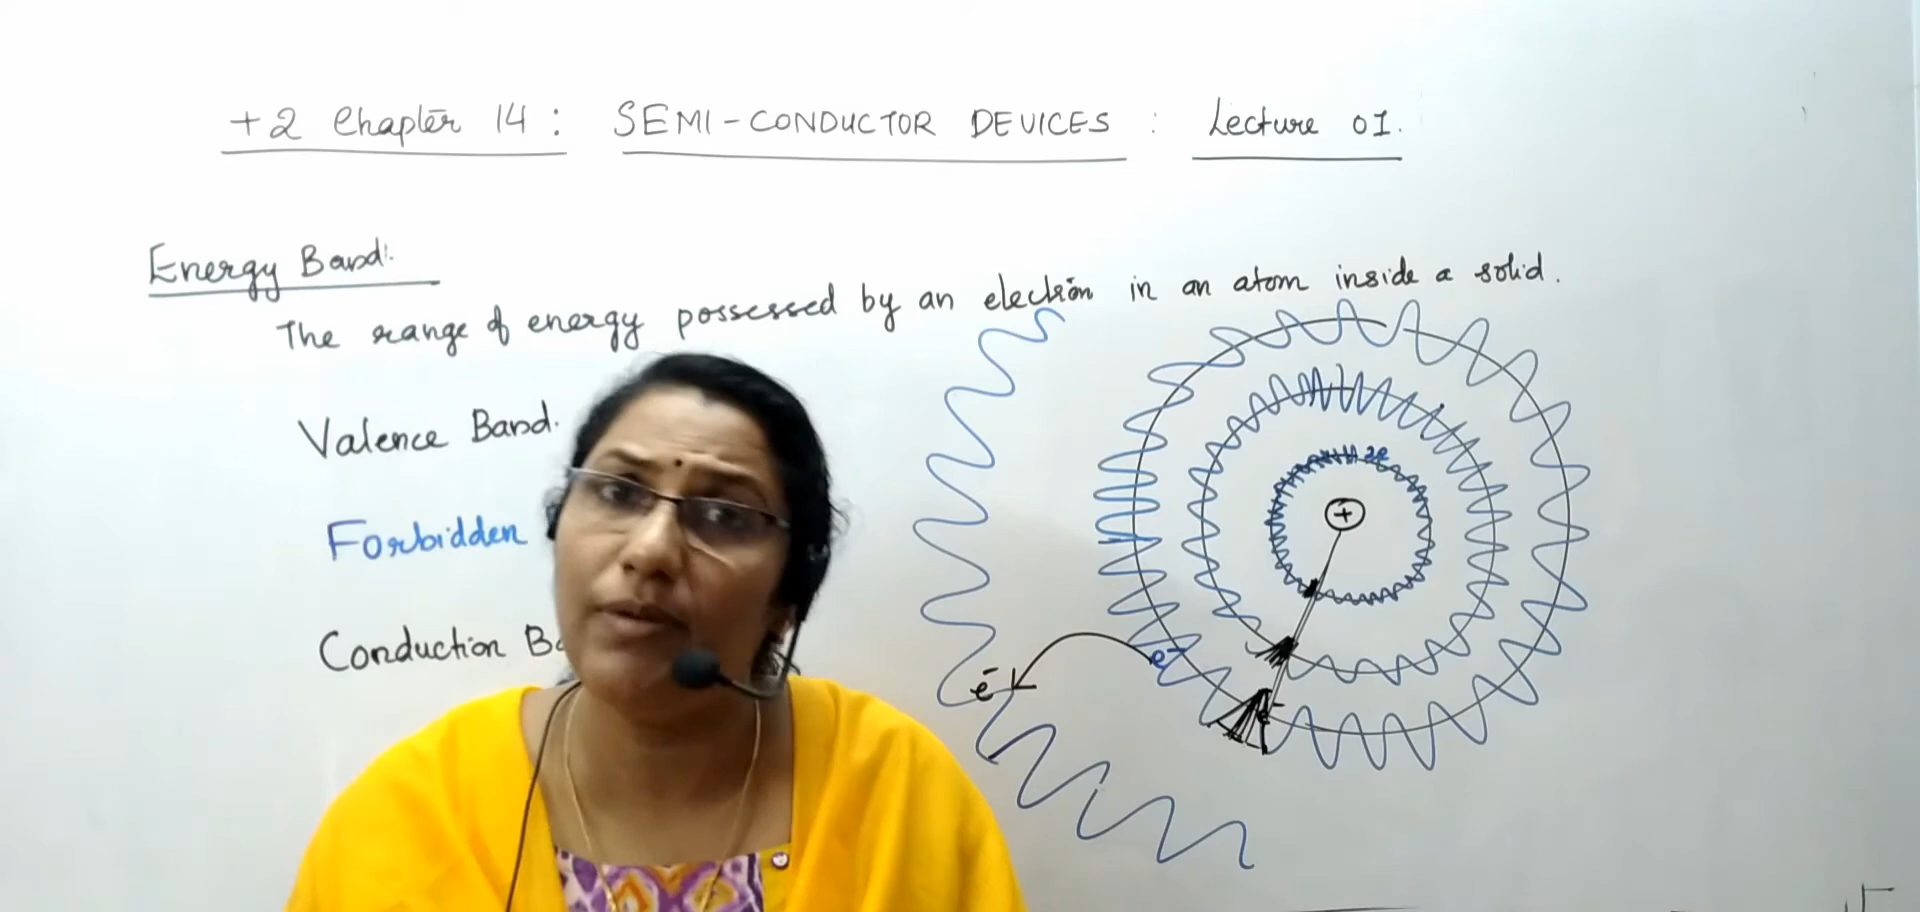 +2 Chapter 14 : SEMI-CONDUCTOR DEVICES : Lecture 01.
Energy Band:
The range of energy possessed by an electron in an atom inside a solid.
Valence Band.
Forbidden
Conduction
+
e-
e-
e-